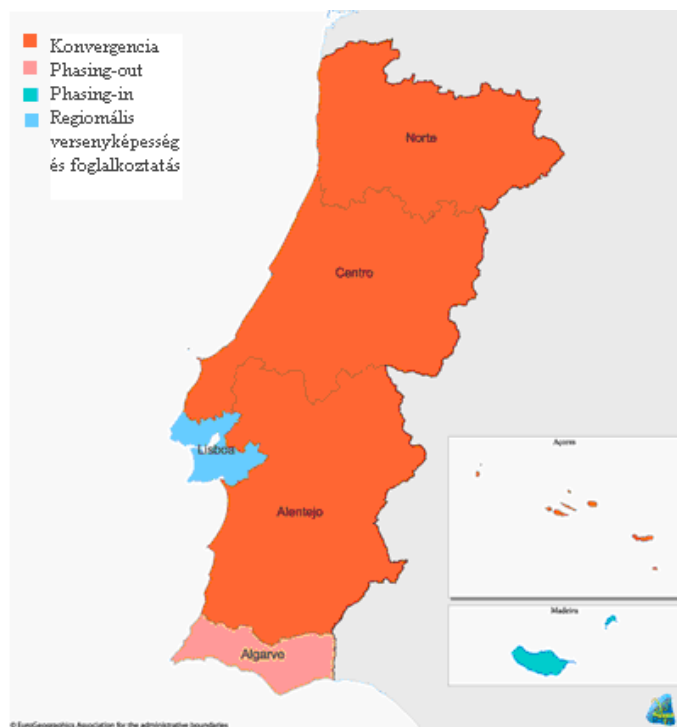 Konvergencia
Phasing-out
Phasing-in
Regiomális
versenyképesség
és foglalkoztatás
Norte
Centro
Lisboa
Açores
Alentejo
Madeira
Algarve
© EuroGeographics Association for the administrative boundaries